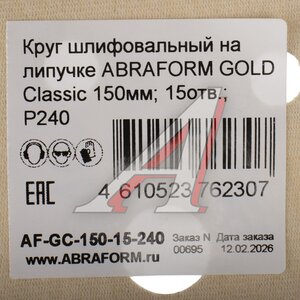 Круг шлифовальный на
липучке ABRAFORM GOLD
Classic 150мм; 15отв.;
P240
EAC
4 610523 762307
AF-GC-150-15-240
Заказ N
00695
Дата заказа
12.02.2026
www.ABRAFORM.ru